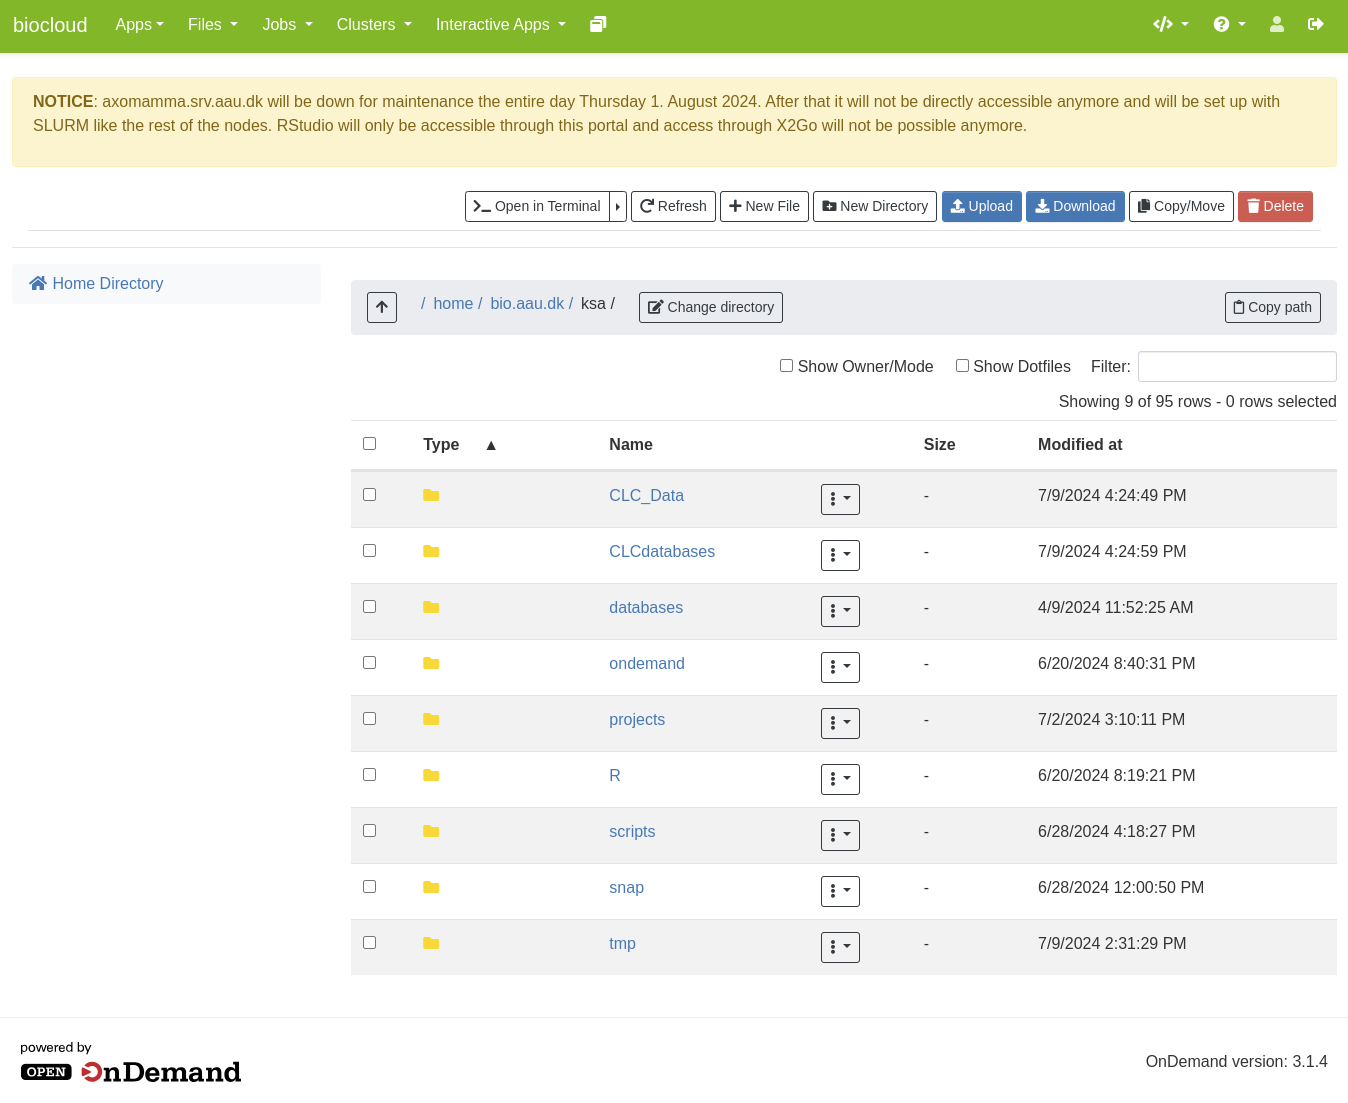 biocloud Apps Files Jobs Clusters Interactive Apps
NOTICE: axomamma.srv.aau.dk will be down for maintenance the entire day Thursday 1. August 2024. After that it will not be directly accessible anymore and will be set up with
SLURM like the rest of the nodes. RStudio will only be accessible through this portal and access through X2Go will not be possible anymore.
Open in Terminal Refresh New File New Directory Upload Download Copy/Move Delete
Home Directory
/ home / bio.aau.dk / ksa / Change directory Copy path
Show Owner/Mode Show Dotfiles Filter:
Showing 9 of 95 rows - 0 rows selected
Type ▲ Name Size Modified at
CLC_Data - 7/9/2024 4:24:49 PM
CLCdatabases - 7/9/2024 4:24:59 PM
databases - 4/9/2024 11:52:25 AM
ondemand - 6/20/2024 8:40:31 PM
projects - 7/2/2024 3:10:11 PM
R - 6/20/2024 8:19:21 PM
scripts - 6/28/2024 4:18:27 PM
snap - 6/28/2024 12:00:50 PM
tmp - 7/9/2024 2:31:29 PM
powered by
OPEN OnDemand
OnDemand version: 3.1.4